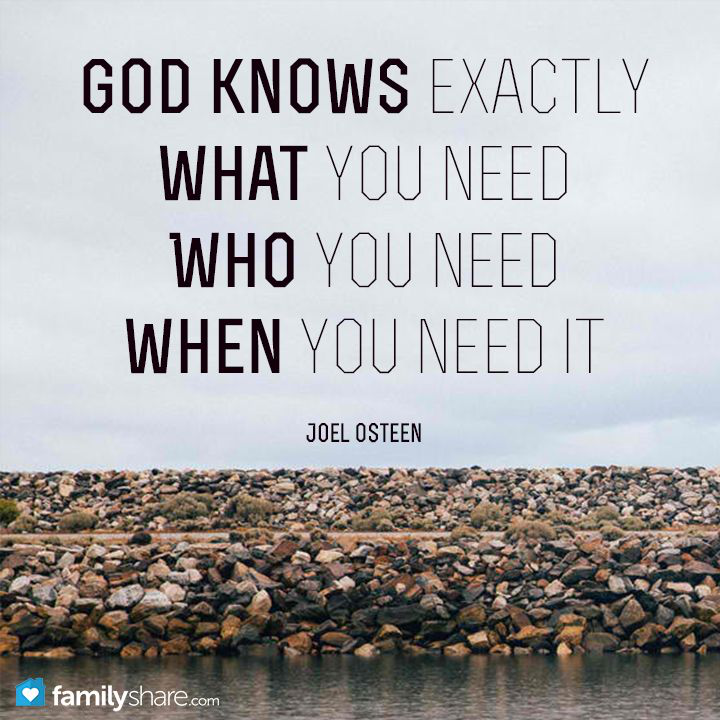 GOD KNOWS EXACTLY
WHAT YOU NEED
WHO YOU NEED
WHEN YOU NEED IT
JOEL OSTEEN
familyshare.com